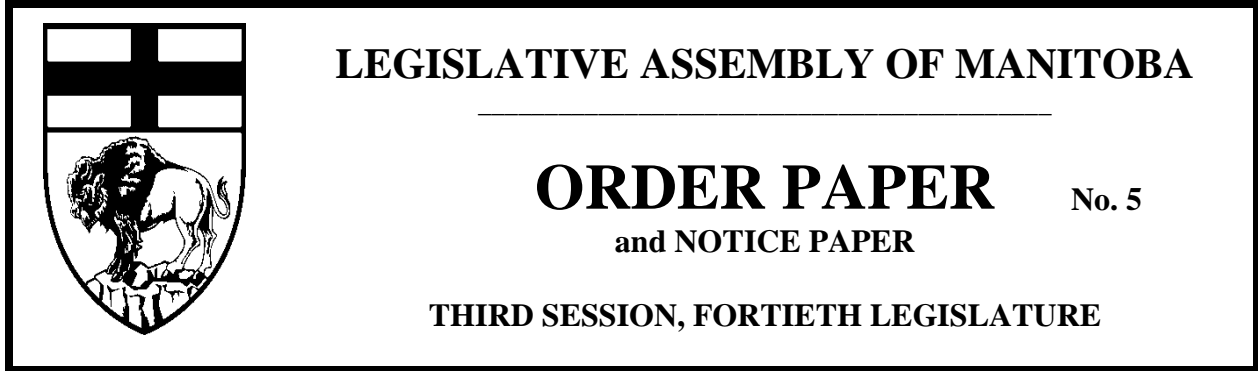 LEGISLATIVE ASSEMBLY OF MANITOBA
ORDER PAPER No. 5
and NOTICE PAPER
THIRD SESSION, FORTIETH LEGISLATURE